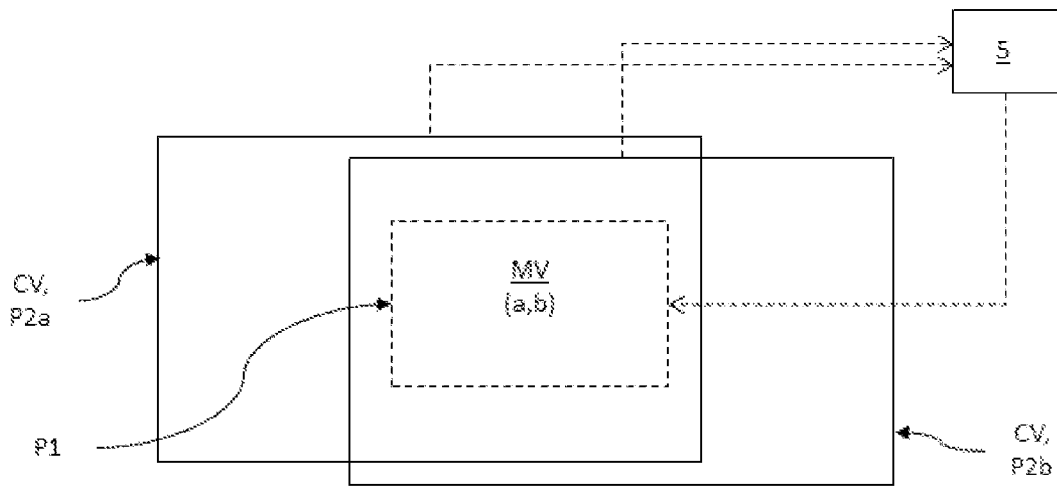 5
MV
(a,b)
CV,
P2a
P1
CV,
P2b